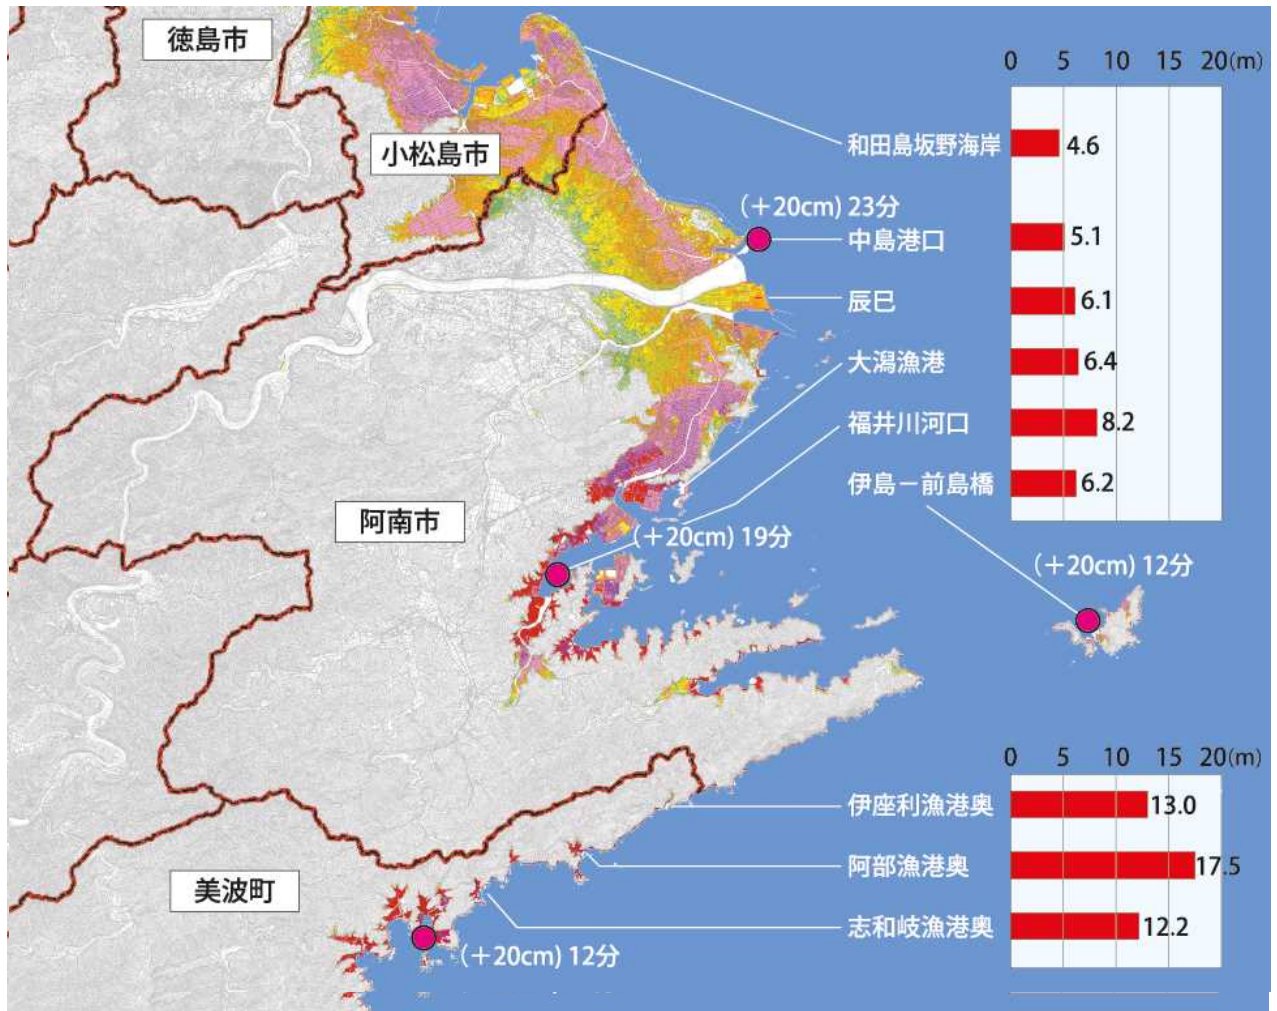 徳島市
小松島市
0 5 10 15 20(m)
和田島坂野海岸 4.6
(+20cm) 23分
中島港口 5.1
辰巳 6.1
大潟漁港 6.4
福井川河口 8.2
伊島ー前島橋 6.2
阿南市
(+20cm) 19分
(+20cm) 12分
0 5 10 15 20(m)
伊座利漁港奥 13.0
阿部漁港奥 17.5
美波町
志和岐漁港奥 12.2
(+20cm) 12分